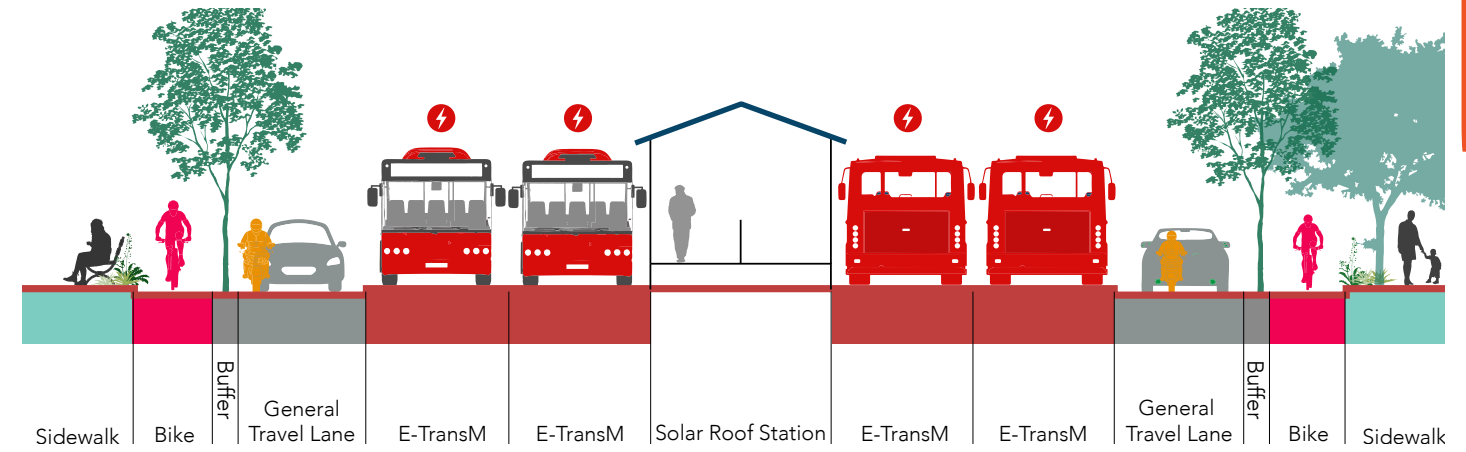 Sidewalk
Bike
Buffer
General
Travel Lane
E-TransM
E-TransM
Solar Roof Station
E-TransM
E-TransM
General
Travel Lane
Buffer
Bike
Sidewalk